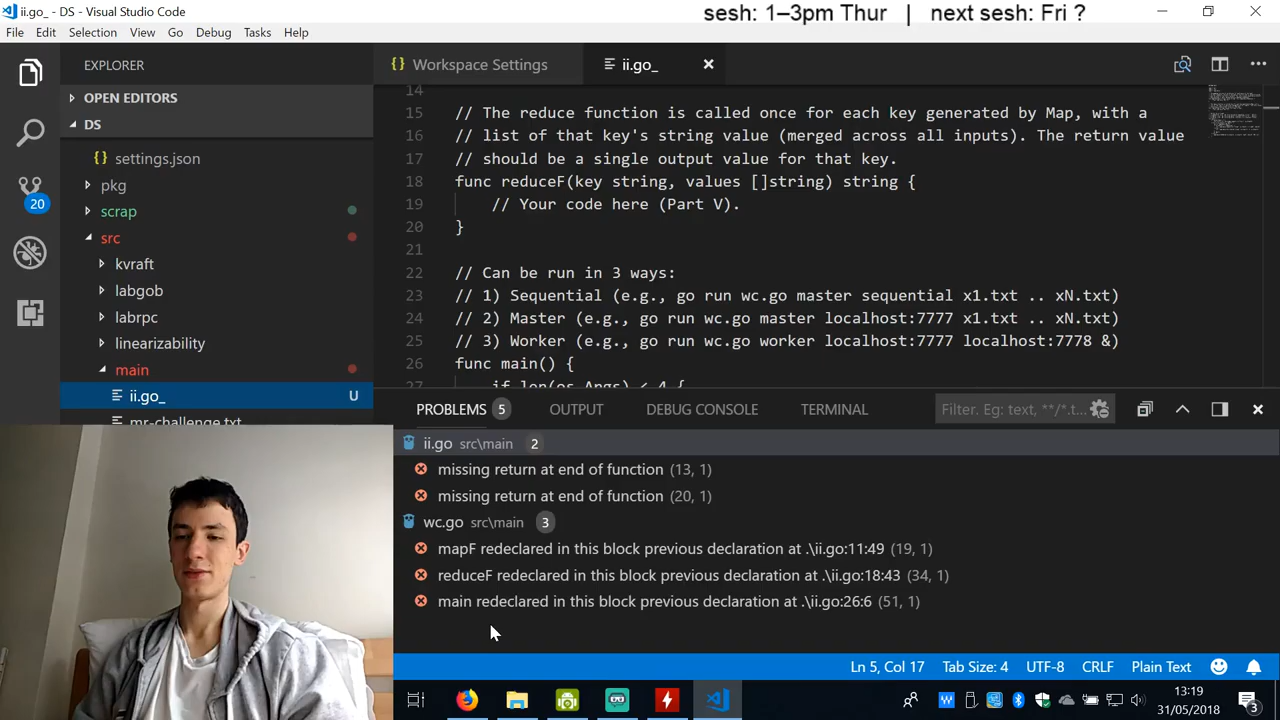 ii.go_ - DS - Visual Studio Code
sesh: 1–3pm Thur | next sesh: Fri ?
File Edit Selection View Go Debug Tasks Help
EXPLORER
OPEN EDITORS
DS
settings.json
pkg
scrap
src
kvraft
labgob
labrpc
linearizability
main
ii.go_ U
mr-challenge.txt
20
{} Workspace Settings
ii.go_
14
15 // The reduce function is called once for each key generated by Map, with a
16 // list of that key's string value (merged across all inputs). The return value
17 // should be a single output value for that key.
18 func reduceF(key string, values []string) string {
19 // Your code here (Part V).
20 }
21
22 // Can be run in 3 ways:
23 // 1) Sequential (e.g., go run wc.go master sequential x1.txt .. xN.txt)
24 // 2) Master (e.g., go run wc.go master localhost:7777 x1.txt .. xN.txt)
25 // 3) Worker (e.g., go run wc.go worker localhost:7777 localhost:7778 &)
26 func main() {
27 if len(os.Args) < 4 {
PROBLEMS 5 OUTPUT DEBUG CONSOLE TERMINAL
Filter. Eg: text, **/*.t...
ii.go src\main 2
missing return at end of function (13, 1)
missing return at end of function (20, 1)
wc.go src\main 3
mapF redeclared in this block previous declaration at .\ii.go:11:49 (19, 1)
reduceF redeclared in this block previous declaration at .\ii.go:18:43 (34, 1)
main redeclared in this block previous declaration at .\ii.go:26:6 (51, 1)
Ln 5, Col 17 Tab Size: 4 UTF-8 CRLF Plain Text
13:19
31/05/2018
3